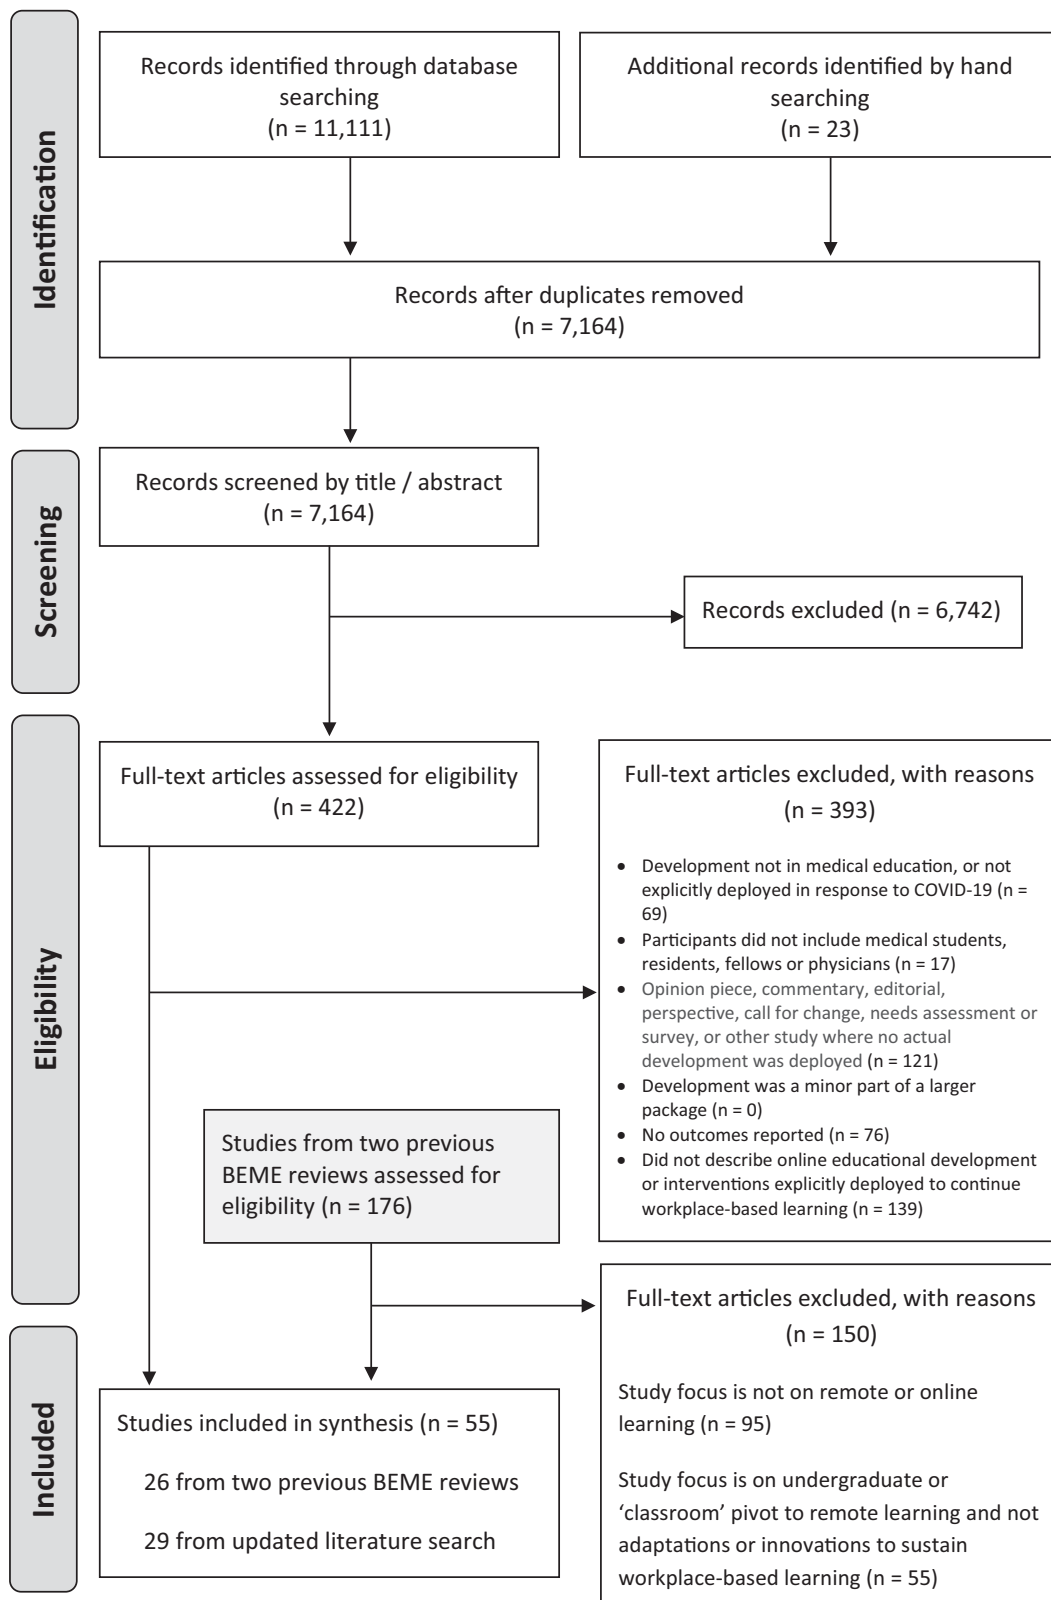 Identification
Records identified through database
searching
(n = 11,111)
Additional records identified by hand
searching
(n = 23)
Records after duplicates removed
(n = 7,164)
Screening
Records screened by title / abstract
(n = 7,164)
Records excluded (n = 6,742)
Eligibility
Full-text articles assessed for eligibility
(n = 422)
Full-text articles excluded, with reasons
(n = 393)
• Development not in medical education, or not
explicitly deployed in response to COVID-19 (n =
69)
• Participants did not include medical students,
residents, fellows or physicians (n = 17)
• Opinion piece, commentary, editorial,
perspective, call for change, needs assessment or
survey, or other study where no actual
development was deployed (n = 121)
• Development was a minor part of a larger
package (n = 0)
• No outcomes reported (n = 76)
• Did not describe online educational development
or interventions explicitly deployed to continue
workplace-based learning (n = 139)
Studies from two previous
BEME reviews assessed for
eligibility (n = 176)
Full-text articles excluded, with reasons
(n = 150)
Study focus is not on remote or online
learning (n = 95)
Study focus is on undergraduate or
‘classroom’ pivot to remote learning and not
adaptations or innovations to sustain
workplace-based learning (n = 55)
Included
Studies included in synthesis (n = 55)
26 from two previous BEME reviews
29 from updated literature search